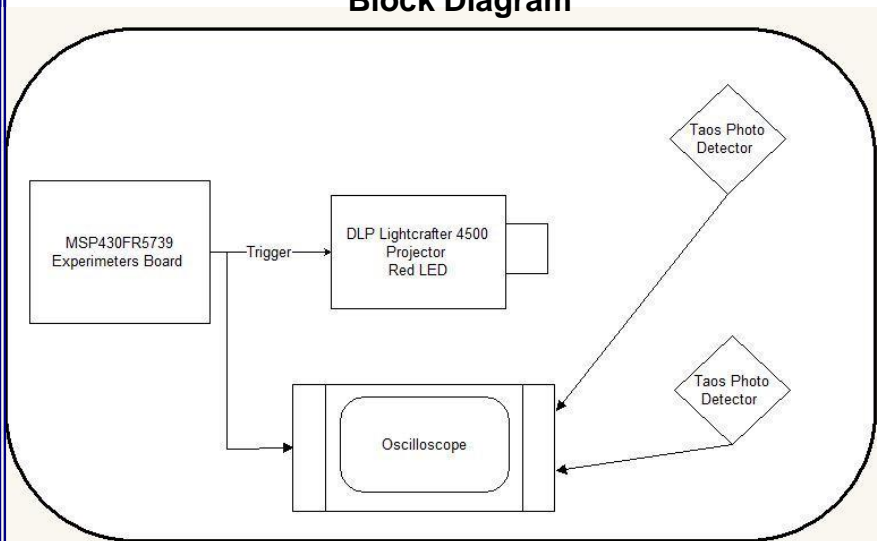 Block Diagram
Taos Photo
Detector
MSP430FR5739
Experimeters Board
Trigger
DLP Lightcrafter 4500
Projector
Red LED
Taos Photo
Detector
Oscilloscope